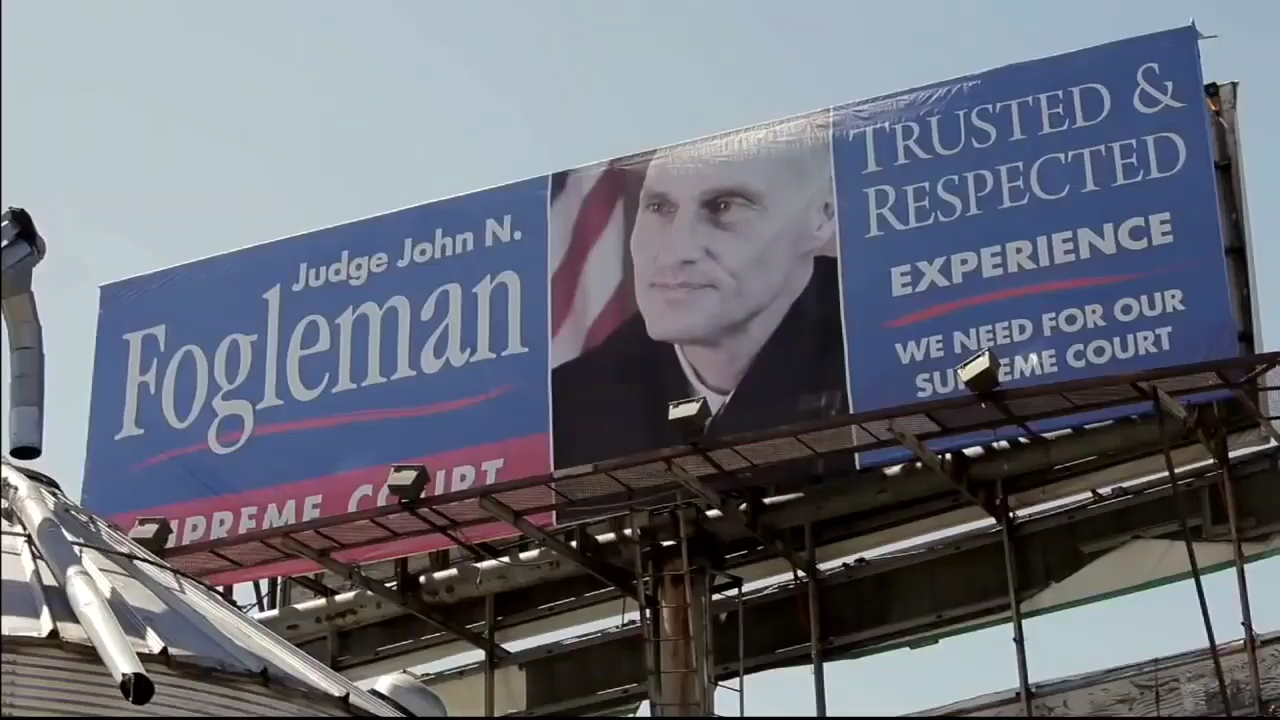 Judge John N.
Fogleman
SUPREME COURT
TRUSTED &
RESPECTED
EXPERIENCE
WE NEED FOR OUR
SUPREME COURT